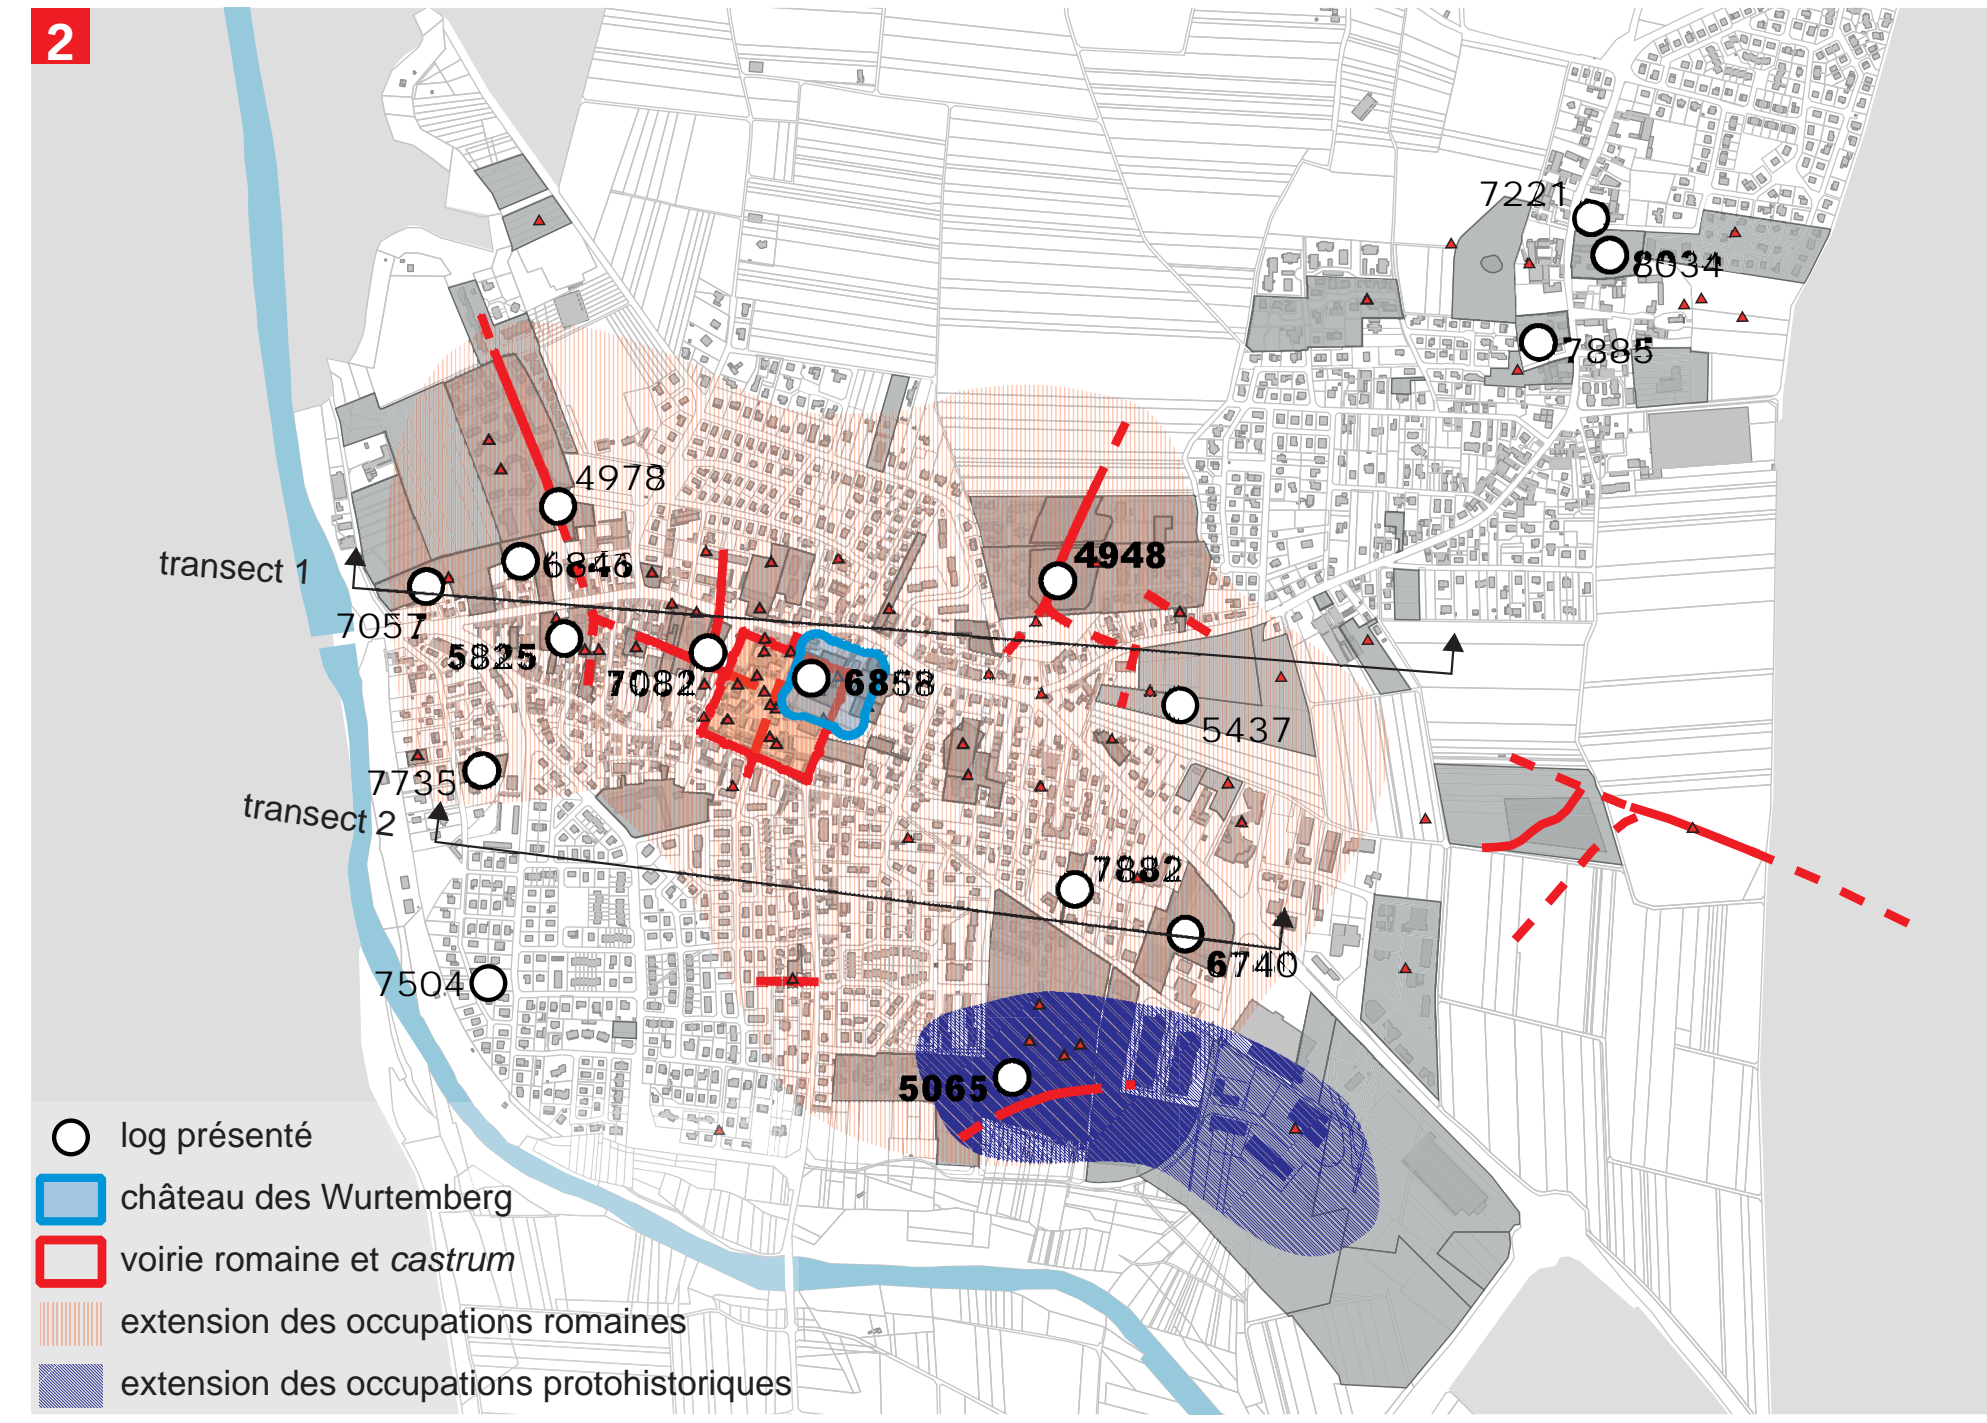 2
7221
8034
7885
4978
4948
transect 1
7057
5825
7082
6858
5437
7735
transect 2
7882
6740
7504
5065
log présenté
château des Wurtemberg
voirie romaine et castrum
extension des occupations romaines
extension des occupations protohistoriques